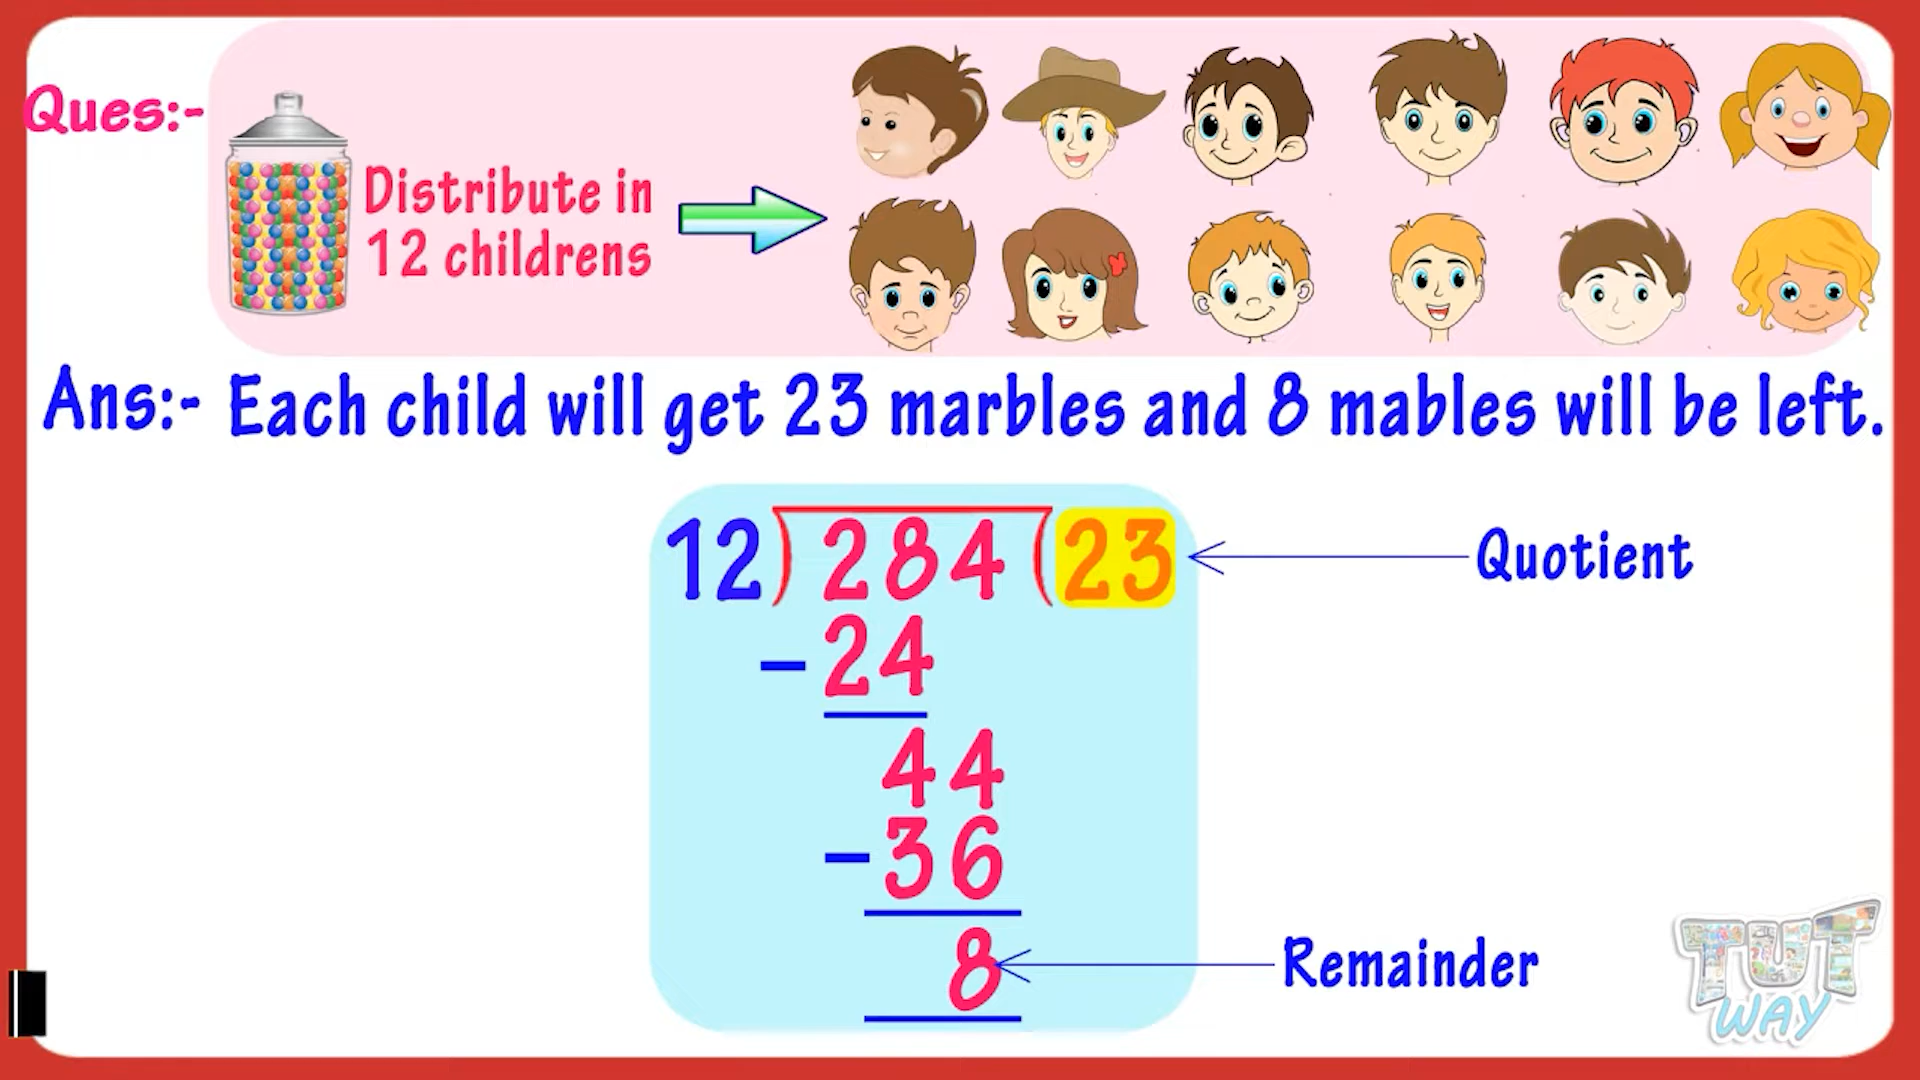 Ques:-
Distribute in
12 childrens
Ans:- Each child will get 23 marbles and 8 mables will be left.
12) 284 (23 Quotient
-24
44
-36
8 Remainder
TUT
WAY